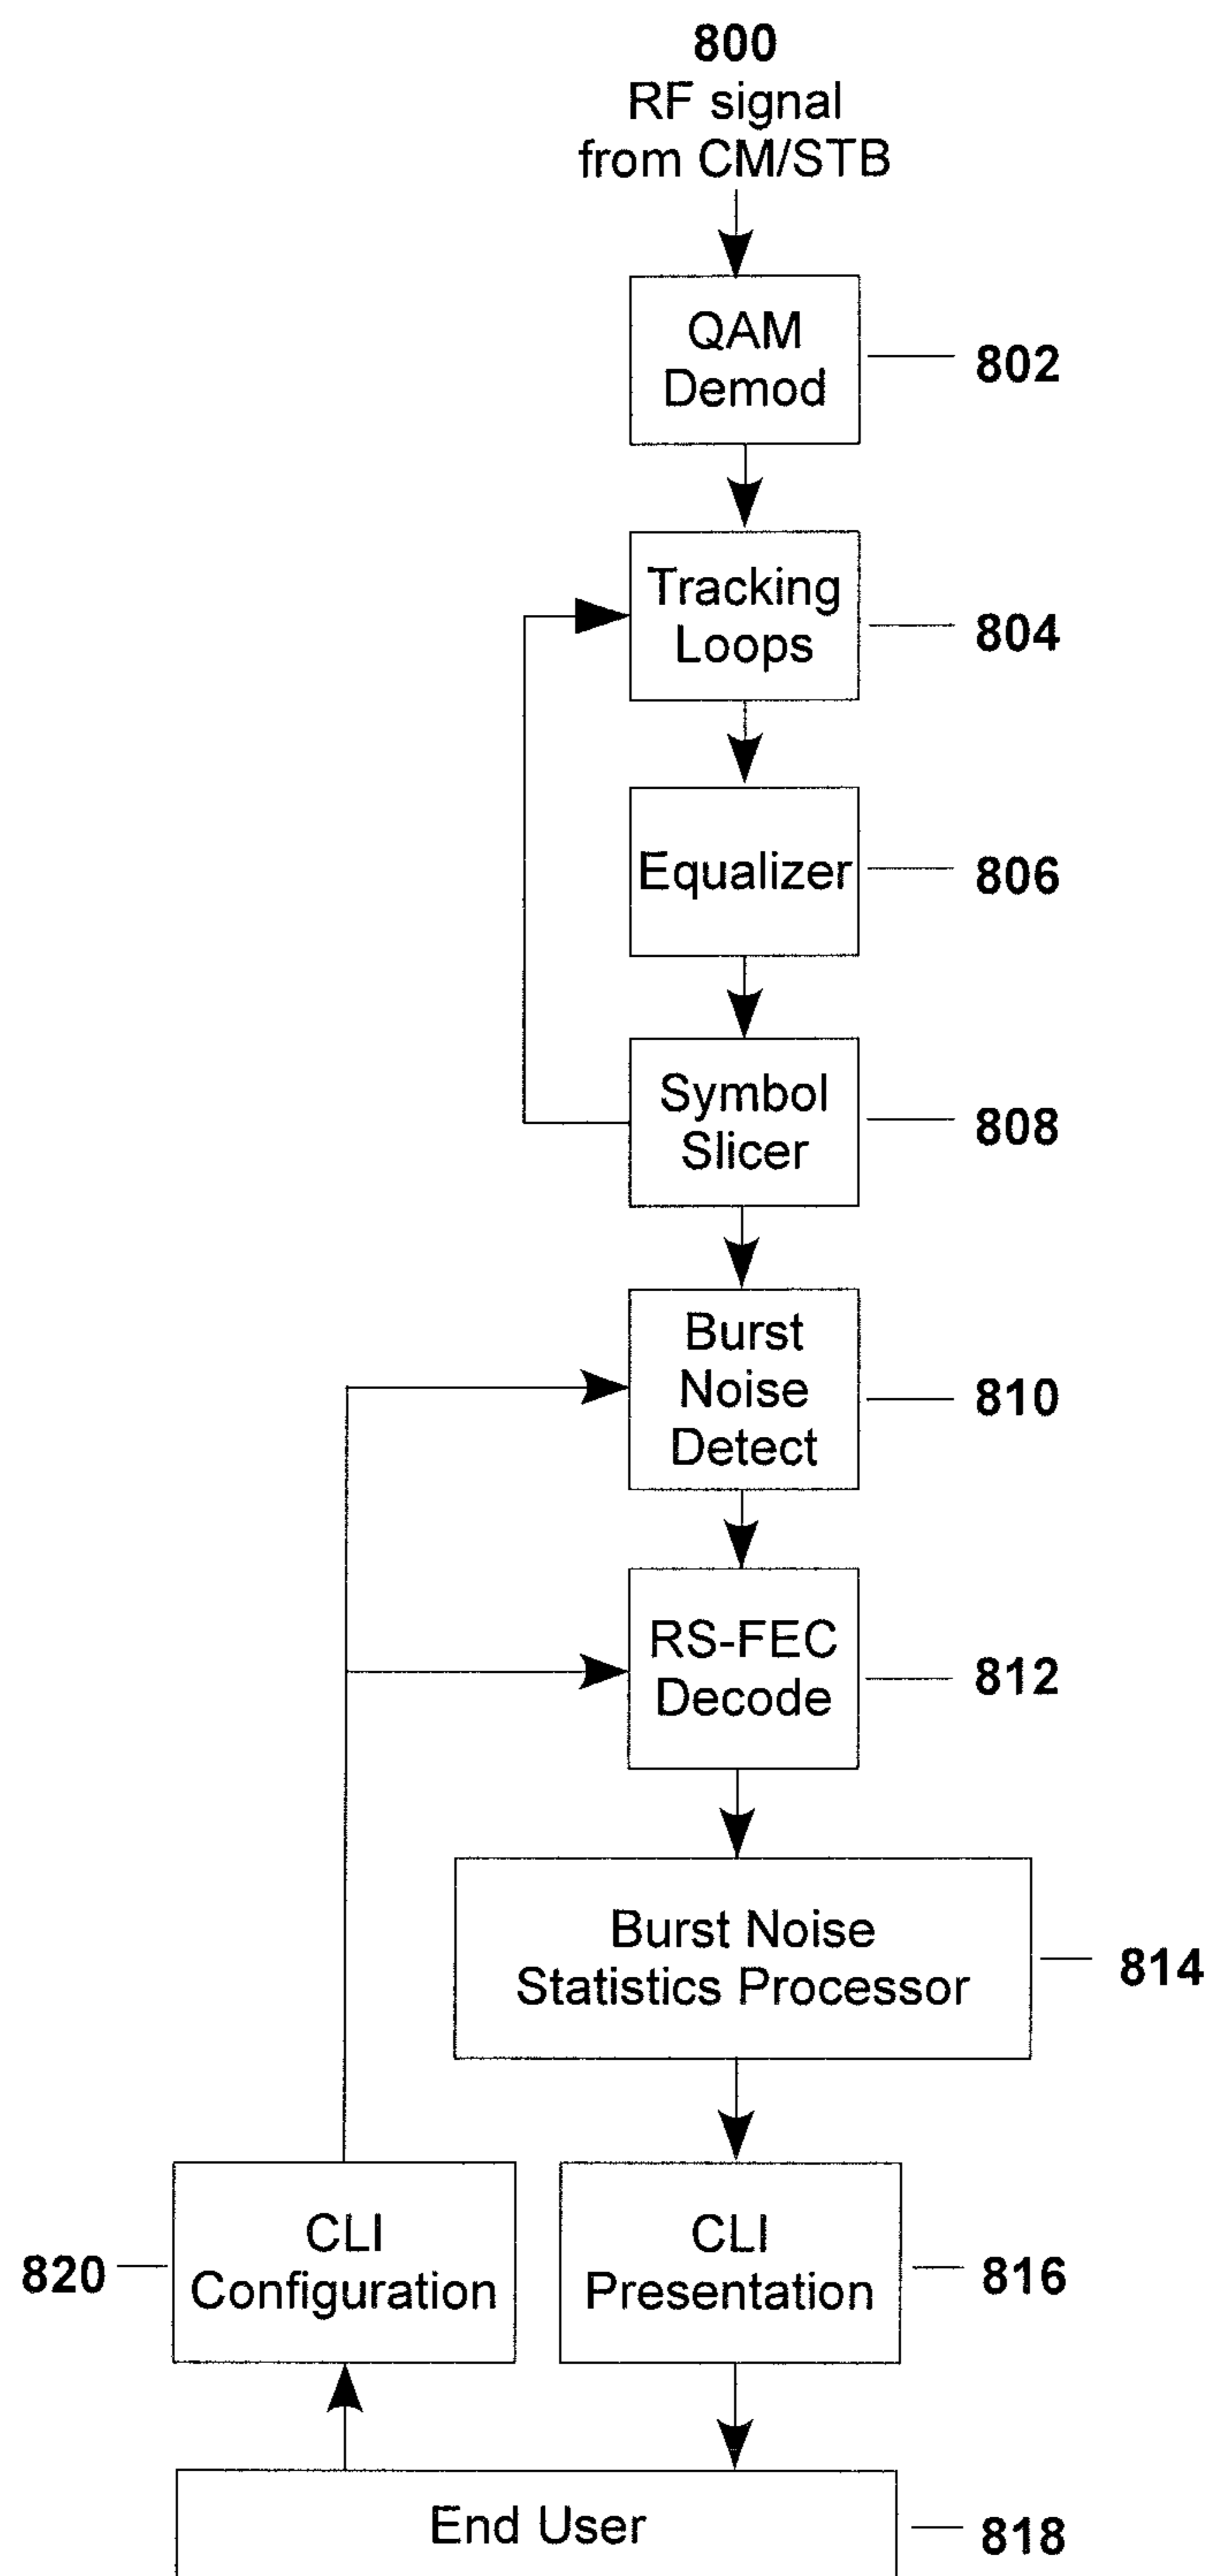 800
RF signal
from CM/STB
QAM
Demod
802
Tracking
Loops
804
Equalizer
806
Symbol
Slicer
808
Burst
Noise
Detect
810
RS-FEC
Decode
812
Burst Noise
Statistics Processor
814
820
CLI
Configuration
CLI
Presentation
816
End User
818